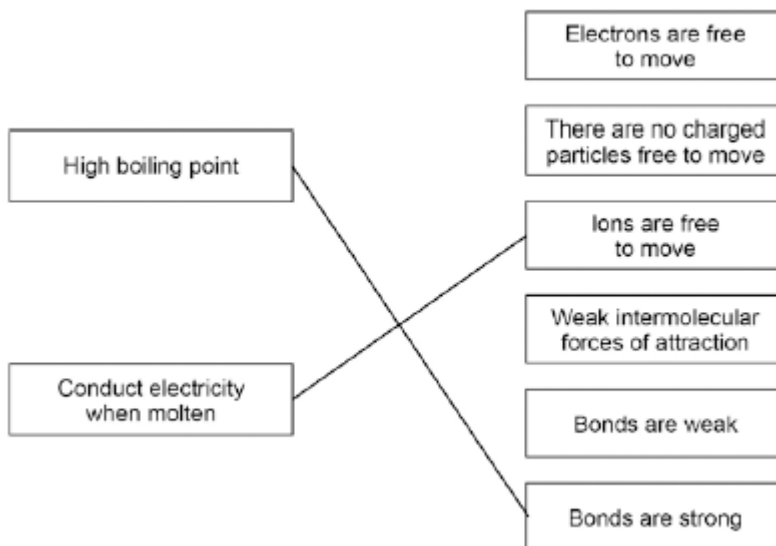 Electrons are free
to move
There are no charged
particles free to move
High boiling point
Ions are free
to move
Weak intermolecular
forces of attraction
Conduct electricity
when molten
Bonds are weak
Bonds are strong